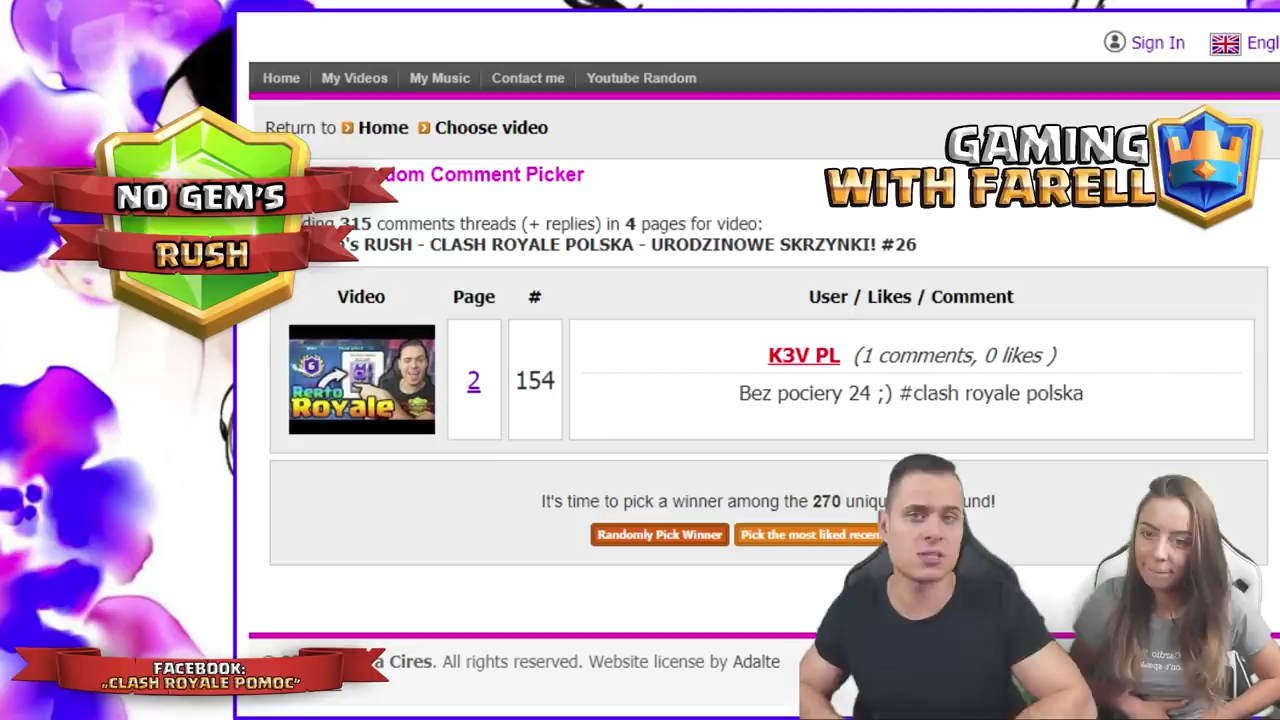 Sign In
Engl
Home
My Videos
My Music
Contact me
Youtube Random
Return to Home Choose video
GAMING
WITH FARELL
NO GEM'S
RUSH
dom Comment Picker
ding 315 comments threads (+ replies) in 4 pages for video:
's RUSH - CLASH ROYALE POLSKA - URODZINOWE SKRZYNKI! #26
Video Page # User / Likes / Comment
6
Royale
2
154
K3V PL (1 comments, 0 likes )
Bez pociery 24 ;) #clash royale polska
It's time to pick a winner among the 270 uniqu und!
Randomly Pick Winner
Pick the most liked recen
a Cires. All rights reserved. Website license by Adalte
FACEBOOK:
„CLASH ROYALE POMOC”